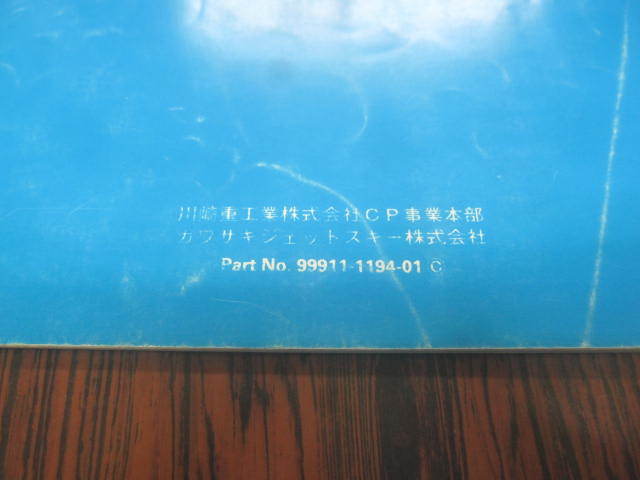 川崎重工業株式会社CP事業本部
カワサキジェットスキー株式会社
Part No. 99911-1194-01 C